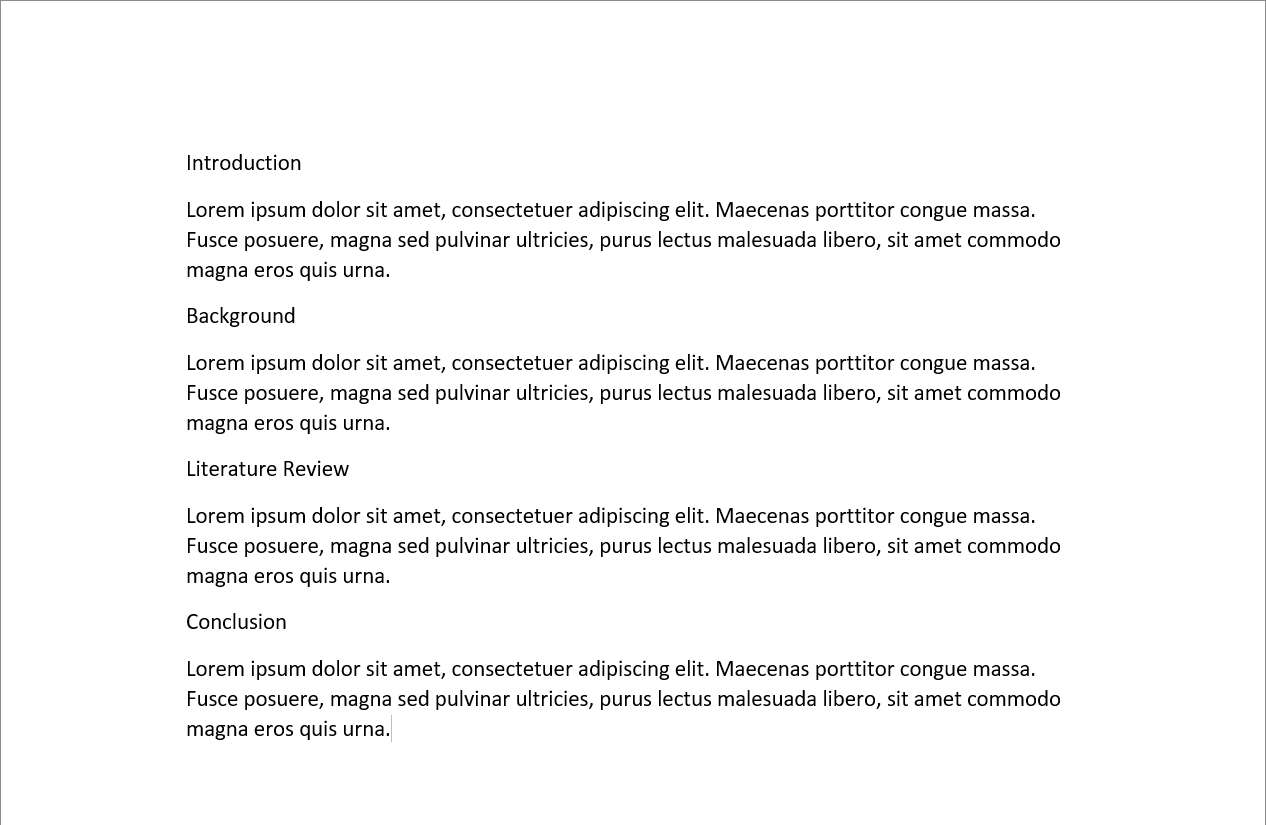 Introduction
Lorem ipsum dolor sit amet, consectetuer adipiscing elit. Maecenas porttitor congue massa.
Fusce posuere, magna sed pulvinar ultricies, purus lectus malesuada libero, sit amet commodo
magna eros quis urna.
Background
Lorem ipsum dolor sit amet, consectetuer adipiscing elit. Maecenas porttitor congue massa.
Fusce posuere, magna sed pulvinar ultricies, purus lectus malesuada libero, sit amet commodo
magna eros quis urna.
Literature Review
Lorem ipsum dolor sit amet, consectetuer adipiscing elit. Maecenas porttitor congue massa.
Fusce posuere, magna sed pulvinar ultricies, purus lectus malesuada libero, sit amet commodo
magna eros quis urna.
Conclusion
Lorem ipsum dolor sit amet, consectetuer adipiscing elit. Maecenas porttitor congue massa.
Fusce posuere, magna sed pulvinar ultricies, purus lectus malesuada libero, sit amet commodo
magna eros quis urna.